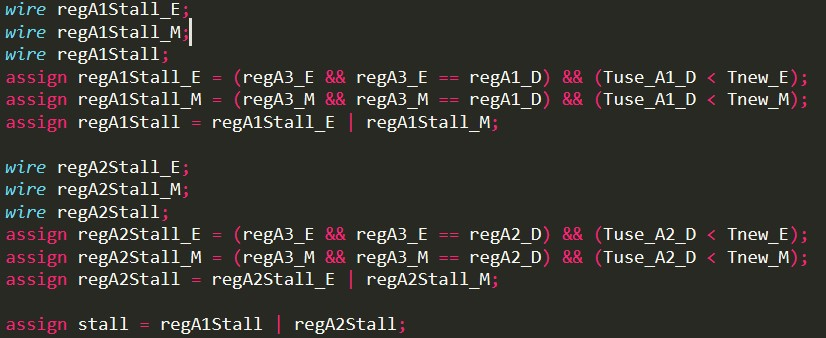 wire regA1Stall_E;
wire regA1Stall_M;
wire regA1Stall;
assign regA1Stall_E = (regA3_E && regA3_E == regA1_D) && (Tuse_A1_D < Tnew_E);
assign regA1Stall_M = (regA3_M && regA3_M == regA1_D) && (Tuse_A1_D < Tnew_M);
assign regA1Stall = regA1Stall_E | regA1Stall_M;
wire regA2Stall_E;
wire regA2Stall_M;
wire regA2Stall;
assign regA2Stall_E = (regA3_E && regA3_E == regA2_D) && (Tuse_A2_D < Tnew_E);
assign regA2Stall_M = (regA3_M && regA3_M == regA2_D) && (Tuse_A2_D < Tnew_M);
assign regA2Stall = regA2Stall_E | regA2Stall_M;
assign stall = regA1Stall | regA2Stall;